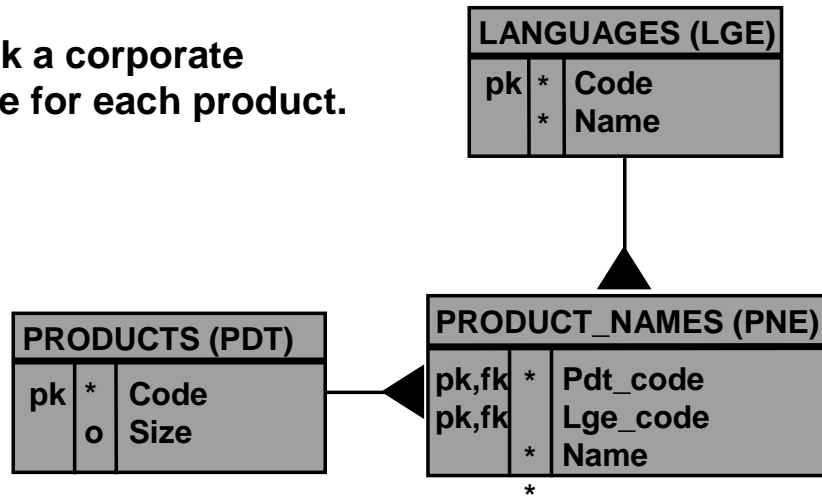 k a corporate
e for each product.
LANGUAGES (LGE)
pk * Code
* Name
PRODUCTS (PDT)
pk * Code
o Size
PRODUCT_NAMES (PNE)
pk,fk * Pdt_code
pk,fk Lge_code
* Name
*